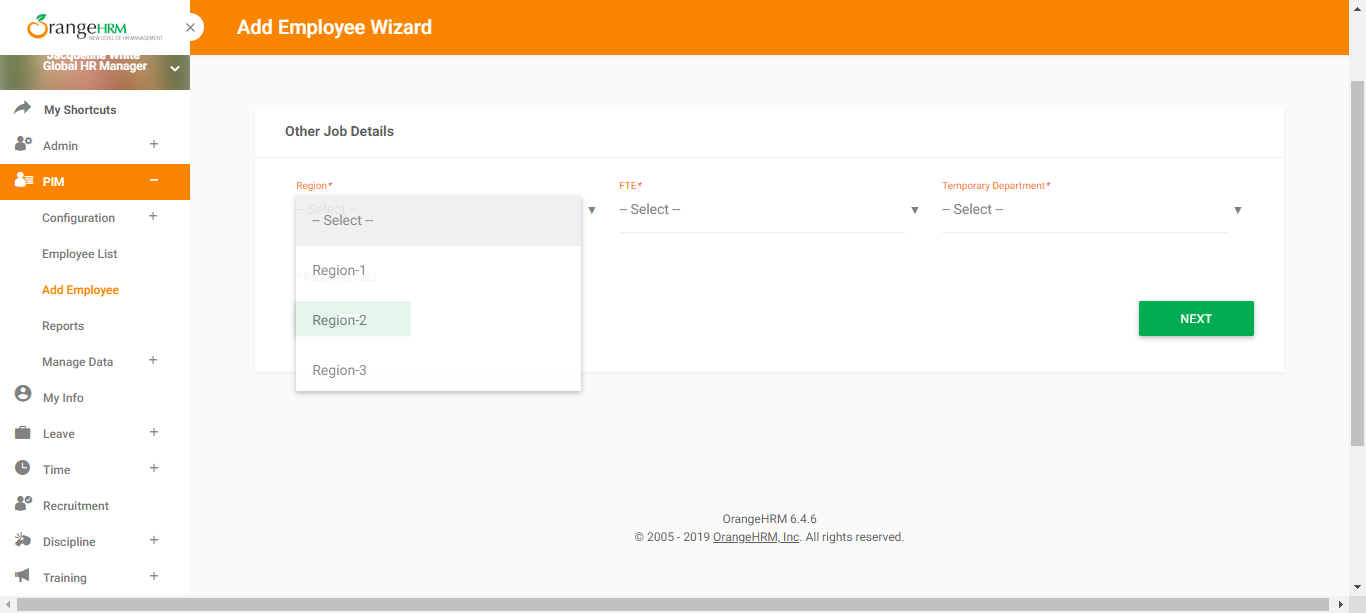 OrangeHRM
NEW LEVEL OF HR MANAGEMENT
Add Employee Wizard
Jacqueline White
Global HR Manager
My Shortcuts
Admin
PIM
Configuration
Employee List
Add Employee
Reports
Manage Data
My Info
Leave
Time
Recruitment
Discipline
Training
Other Job Details
Region*
-- Select --
-- Select --
Region-1
* Required field
Region-2
Region-3
FTE*
-- Select --
Temporary Department*
-- Select --
NEXT
OrangeHRM 6.4.6
© 2005 - 2019 OrangeHRM, Inc. All rights reserved.